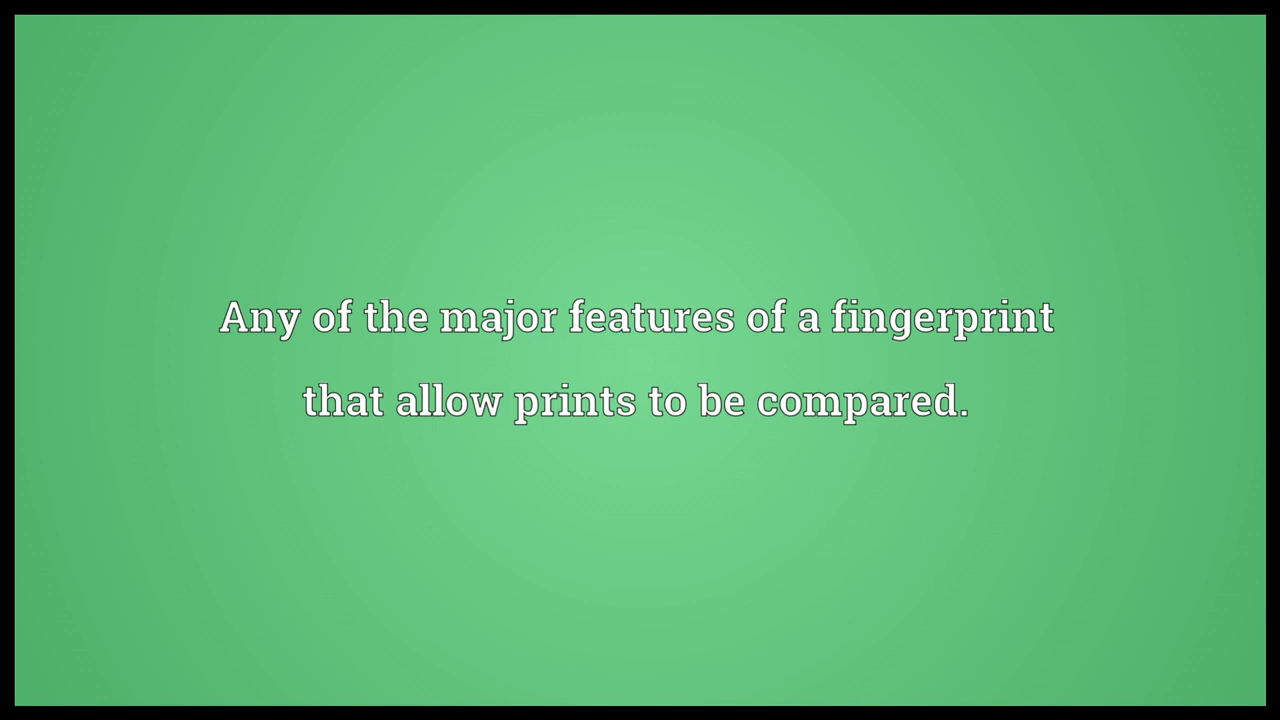 Any of the major features of a fingerprint
that allow prints to be compared.